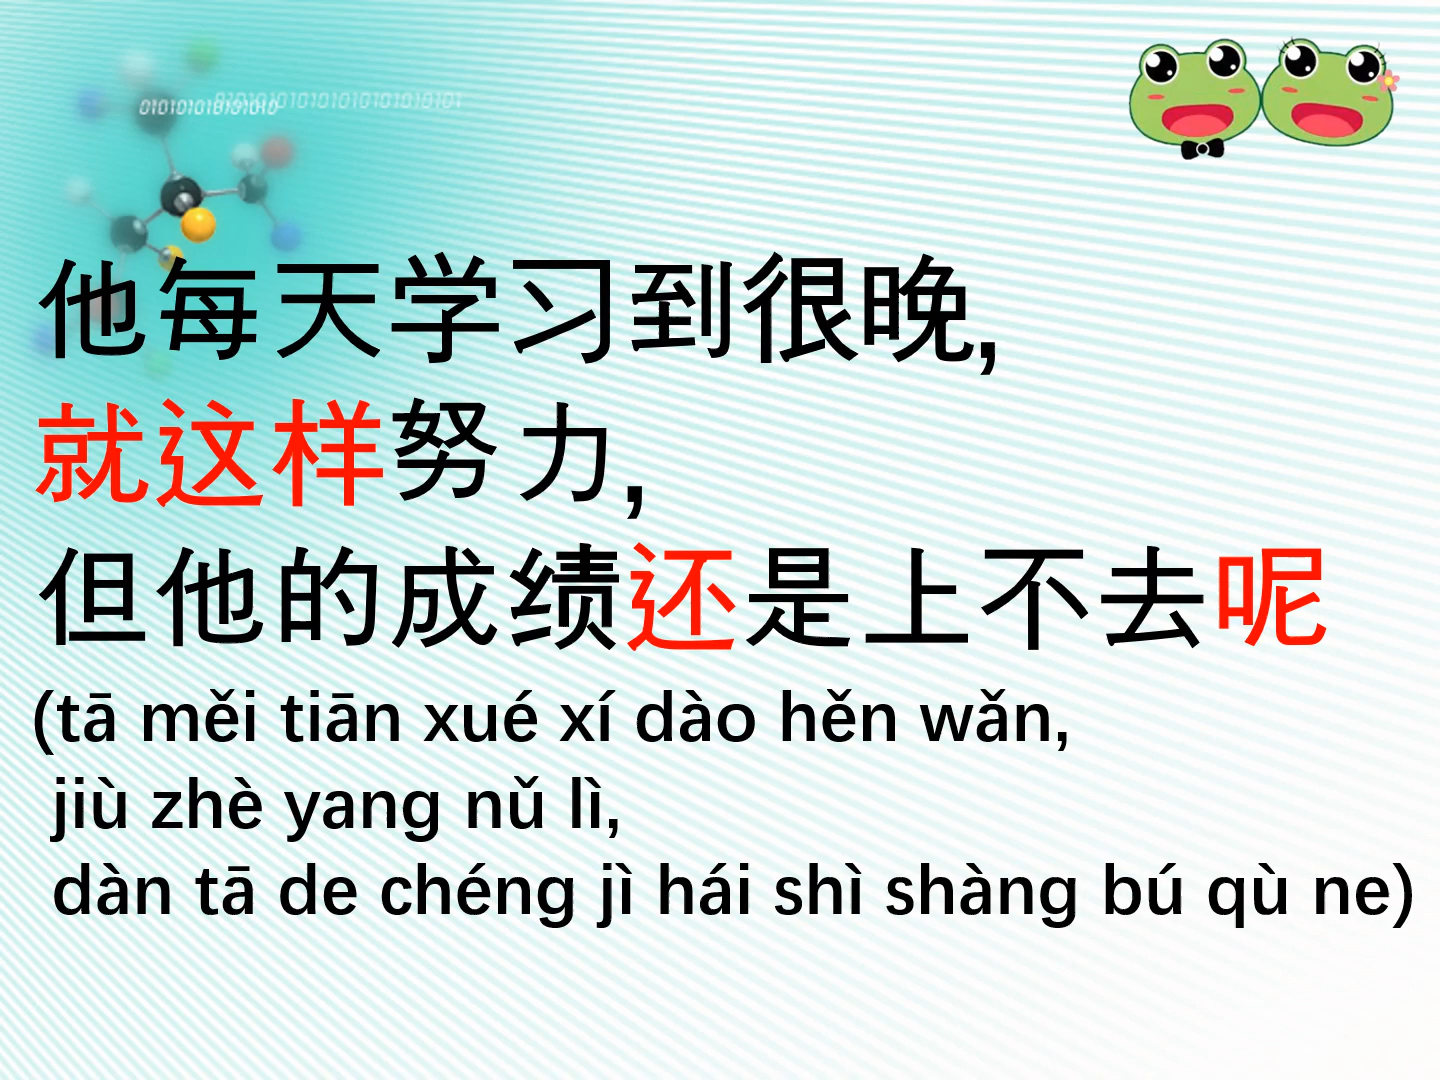 他每天学习到很晚,
就这样努力,
但他的成绩还是上不去呢
(tā měi tiān xué xí dào hěn wǎn,
jiù zhè yang nǔ lì,
dàn tā de chéng jì hái shì shàng bú qù ne)